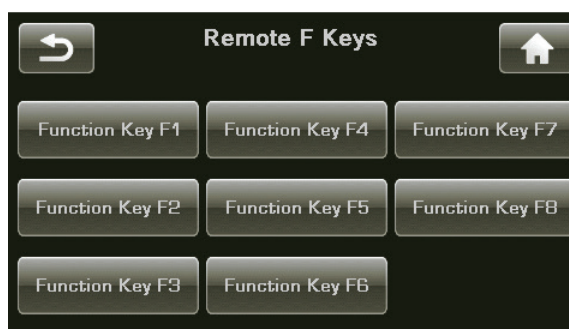 Remote F Keys
Function Key F1
Function Key F4
Function Key F7
Function Key F2
Function Key F5
Function Key F8
Function Key F3
Function Key F6